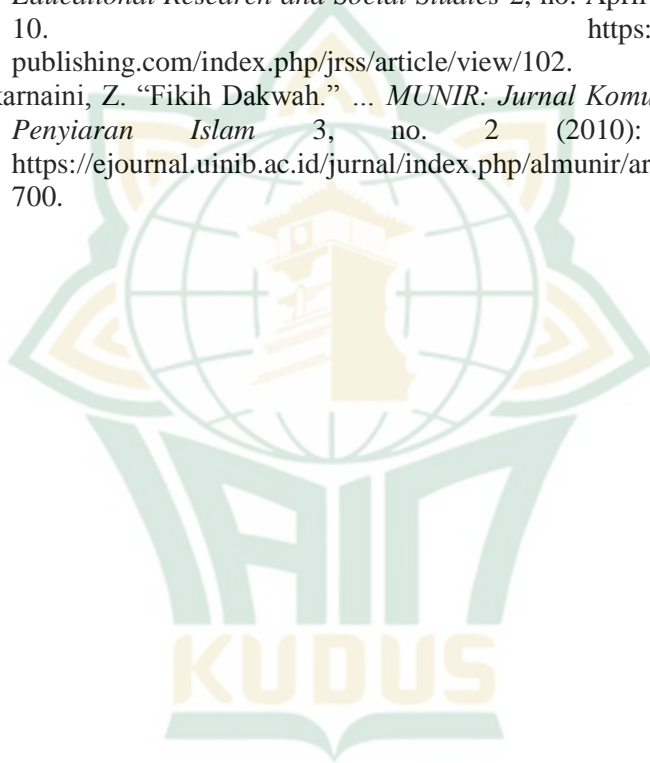 Educational Research and Social Studies 2, no. April
10. https:
publishing.com/index.php/jrss/article/view/102.
karnaini, Z. “Fikih Dakwah.” ... MUNIR: Jurnal Komu
Penyiaran Islam 3, no. 2 (2010):
https://ejournal.uinib.ac.id/jurnal/index.php/almunir/ar
700.
IAIN
KUDUS